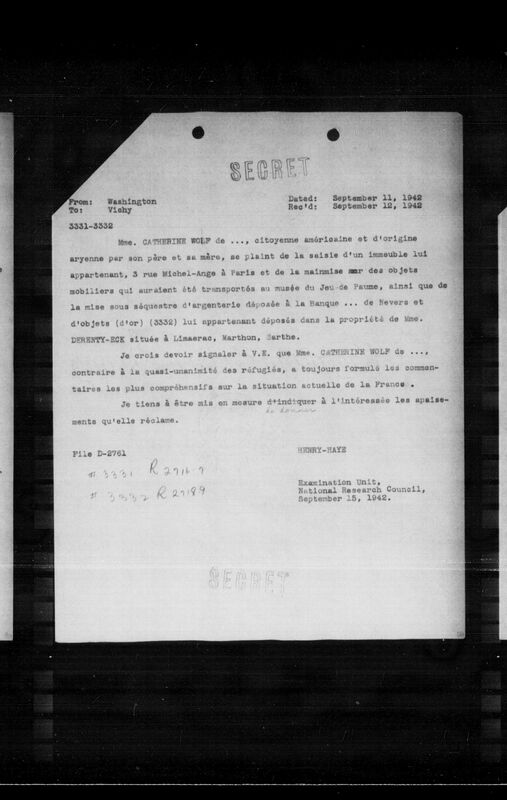 SECRET
From: Washington
To: Vichy
Dated: September 11, 1942
Rec'd: September 12, 1942
3331-3332
Mme. CATHERINE WOLF de ..., citoyenne américaine et d'origine
aryenne par son père et sa mère, se plaint de la saisie d'un immeuble lui
appartenant, 3 rue Michel-Ange à Paris et de la mainmise sur des objets
mobiliers qui auraient été transportés au musée du Jeu de Paume, ainsi que de
la mise sous séquestre d'argenterie déposée à la Banque ... de Nevers et
d'objets (d'or) (3332) lui appartenant déposés dans la propriété de Mme.
DERENTY-ECK située à Limaerac, Marthon, Sarthe.
Je crois devoir signaler à V.E. que Mme. CATHERINE WOLF de ...,
contraire à la quasi-unanimité des réfugiés, a toujours formulé les commen-
taires les plus compréhensifs sur la situation actuelle de la France.
Je tiens à être mis en mesure d'indiquer à l'intéressée les apaise-
de donner
ments qu'elle réclame.
File D-2761
HENRY-HAYE
# 3331 R
# 3332 R 27189
Examination Unit,
National Research Council,
September 15, 1942.
SECRET